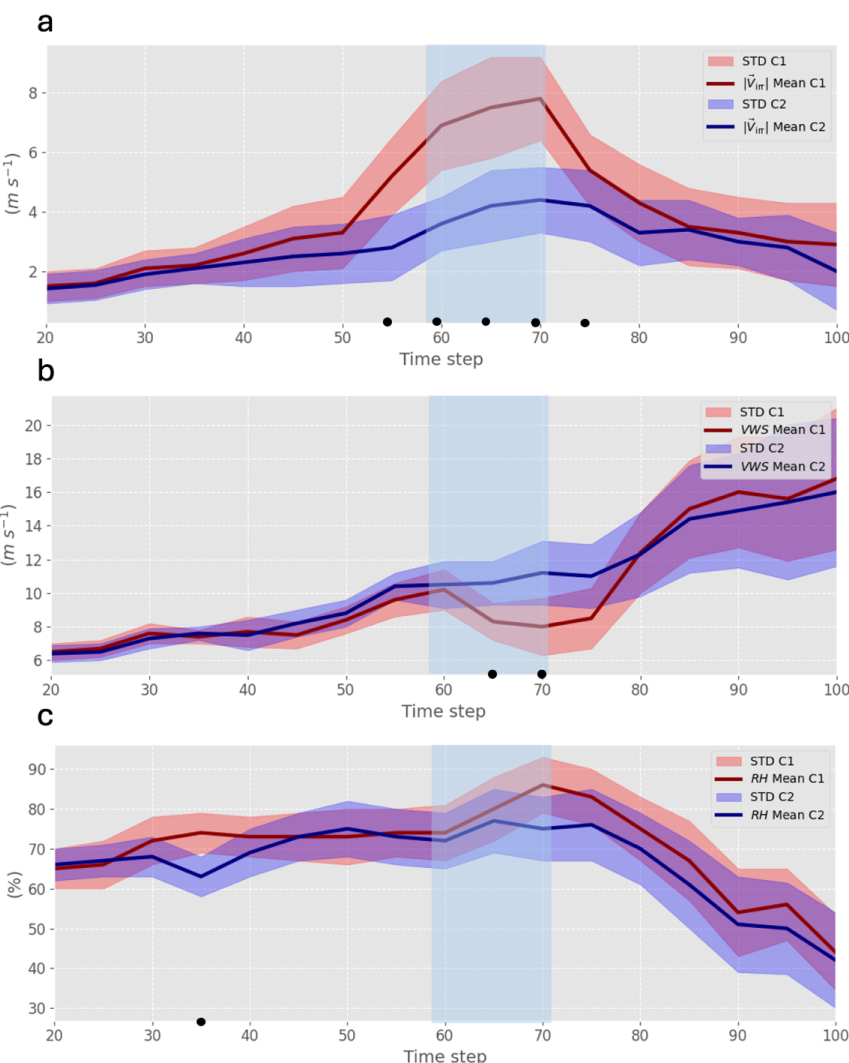 a
8
6
4
2
(m s⁻¹)
STD C1
|V⃗irr| Mean C1
STD C2
|V⃗irr| Mean C2
20 30 40 50 60 70 80 90 100
Time step
b
20
18
16
14
12
10
8
6
(m s⁻¹)
STD C1
VWS Mean C1
STD C2
VWS Mean C2
20 30 40 50 60 70 80 90 100
Time step
c
90
80
70
60
50
40
30
(%)
STD C1
RH Mean C1
STD C2
RH Mean C2
20 30 40 50 60 70 80 90 100
Time step